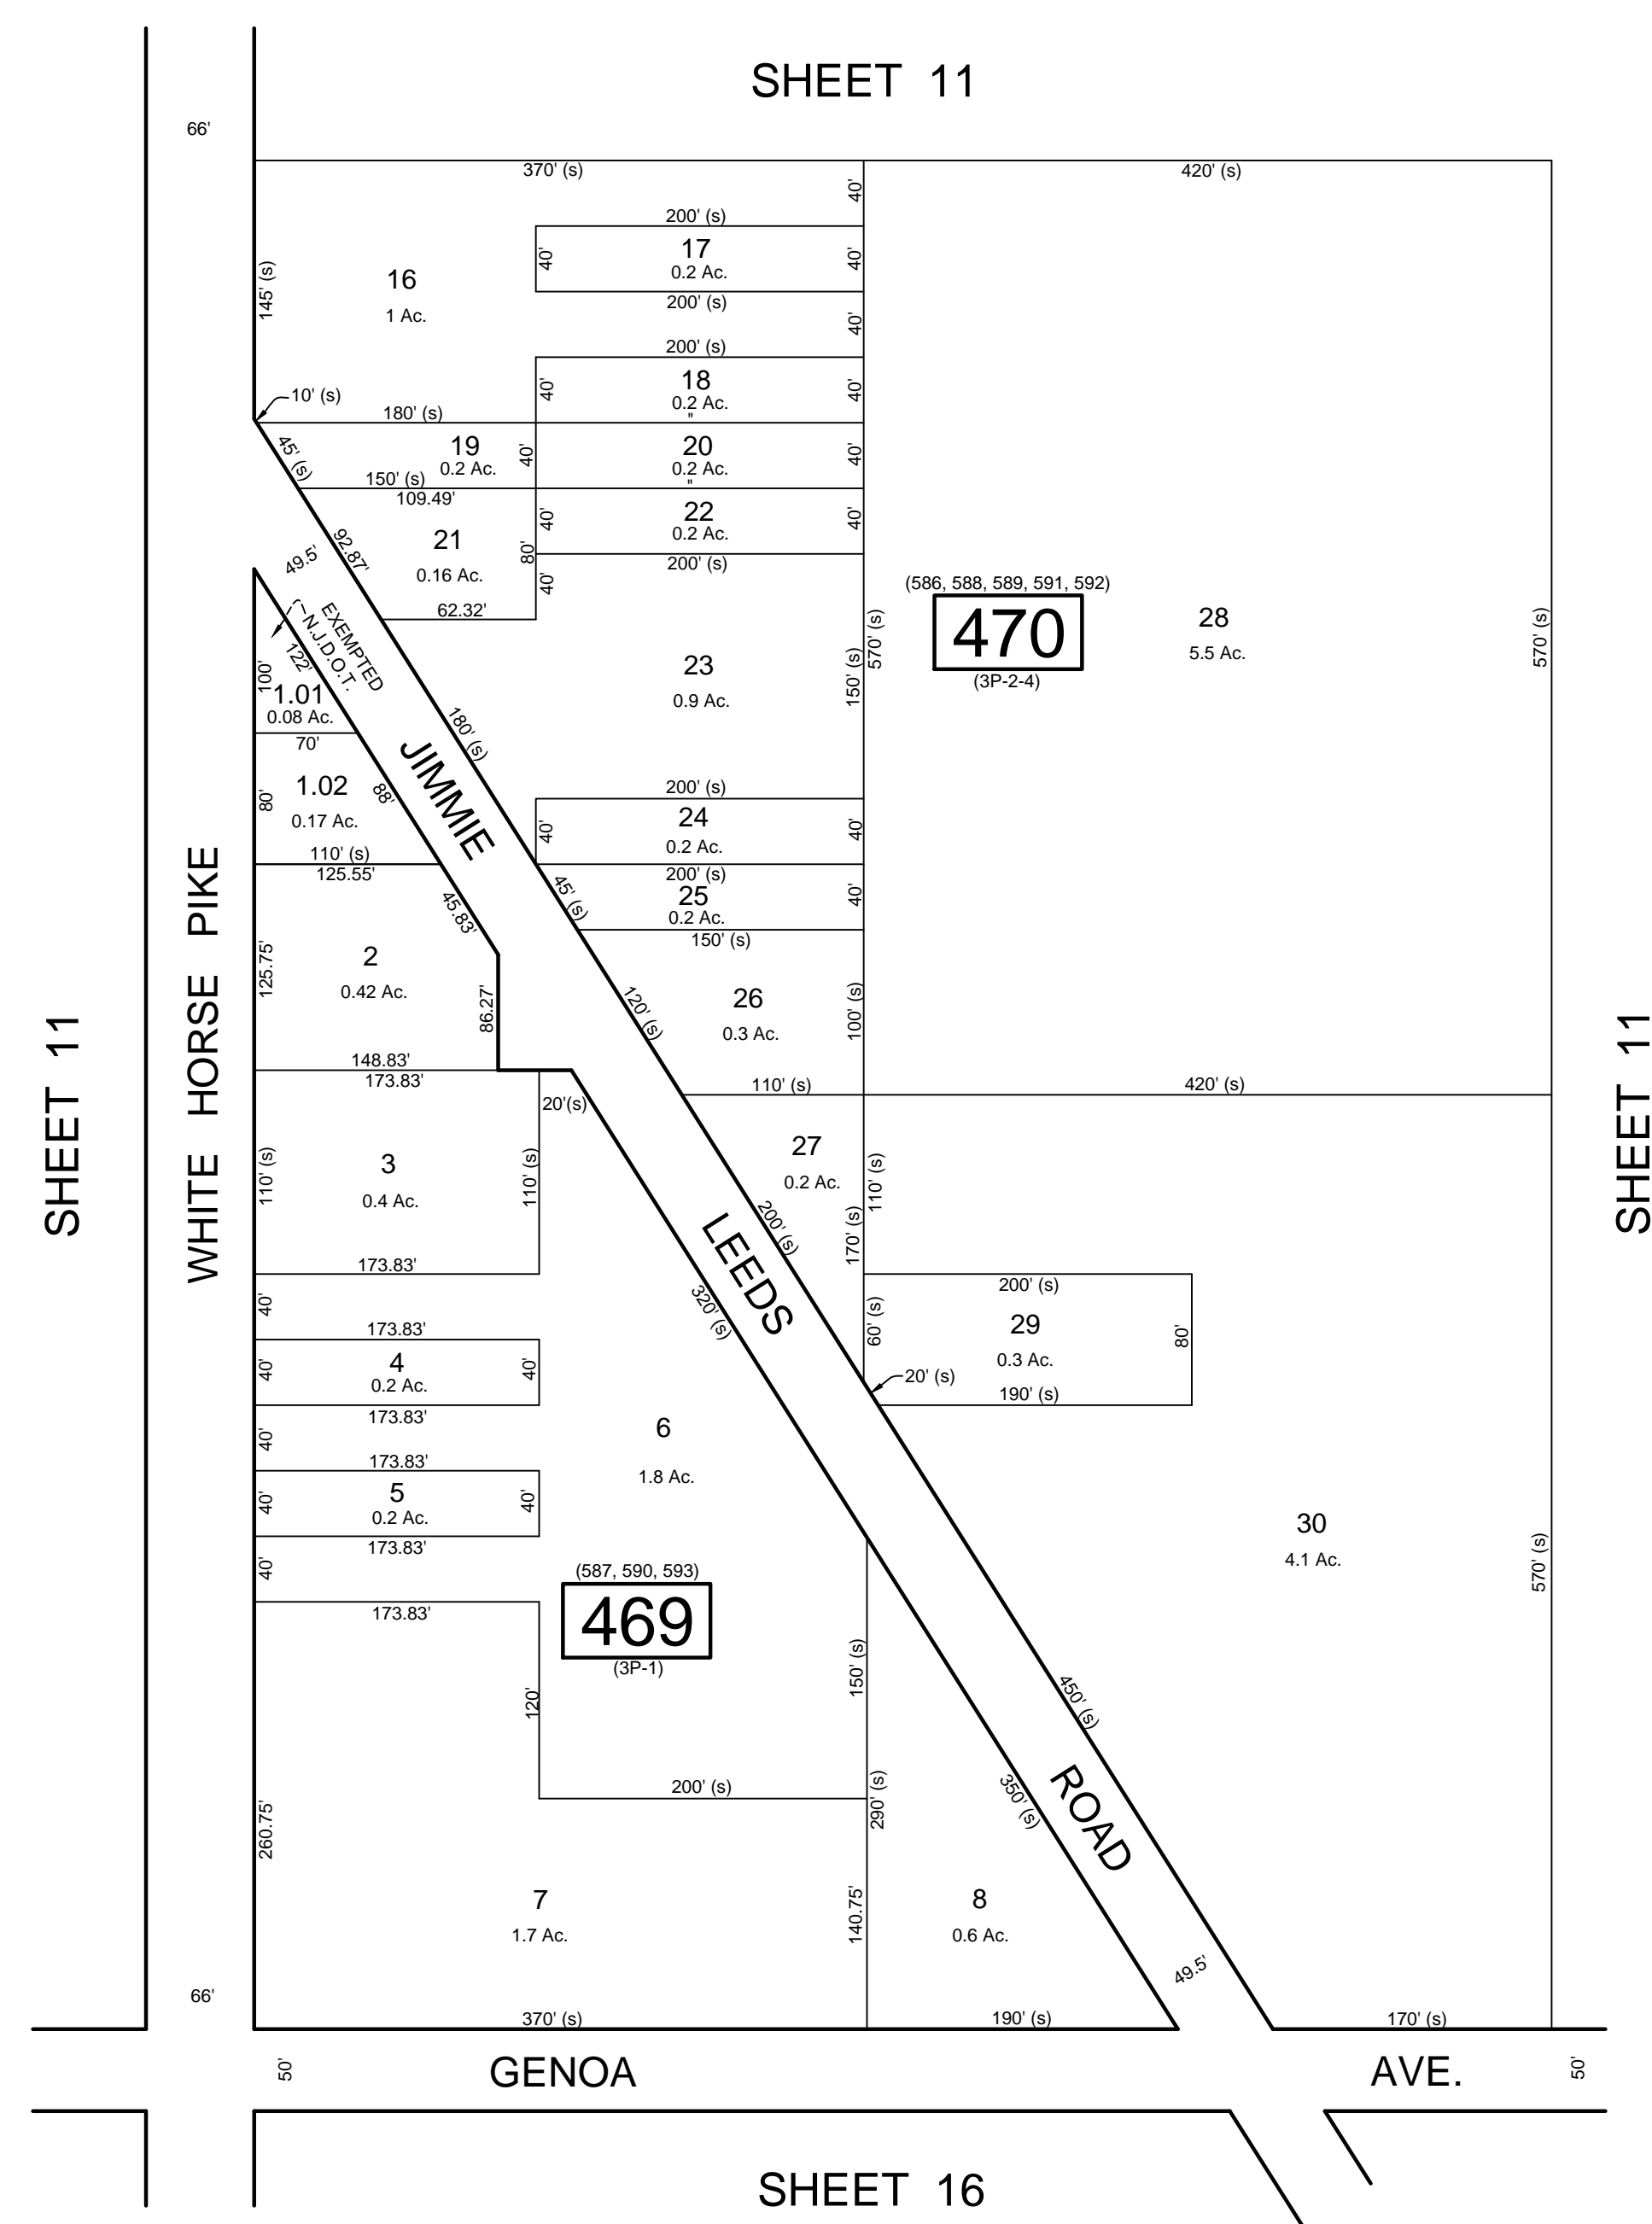 SHEET 11
66'
370' (s)
420' (s)
40'
200' (s)
17
0.2 Ac.
40'
40'
200' (s)
16
1 Ac.
145' (s)
40'
200' (s)
18
0.2 Ac.
"
40'
40'
10' (s)
180' (s)
45' (s)
19
0.2 Ac.
40'
20
0.2 Ac.
"
40'
150' (s)
109.49'
22
0.2 Ac.
40'
40'
200' (s)
21
0.16 Ac.
92.87'
80'
40'
62.32'
49.5'
EXEMPTED
N.J.D.O.T.
122'
100'
1.01
0.08 Ac.
70'
23
0.9 Ac.
150' (s)
570' (s)
(586, 588, 589, 591, 592)
470
(3P-2-4)
28
5.5 Ac.
570' (s)
180' (s)
JIMMIE
1.02
0.17 Ac.
80'
88'
110' (s)
125.55'
200' (s)
24
0.2 Ac.
40'
40'
200' (s)
25
0.2 Ac.
45' (s)
40'
150' (s)
45.83'
2
0.42 Ac.
125.75'
86.27'
148.83'
173.83'
26
0.3 Ac.
120' (s)
100' (s)
110' (s)
420' (s)
SHEET 11
WHITE HORSE PIKE
SHEET 11
20'(s)
3
0.4 Ac.
110' (s)
110' (s)
173.83'
27
0.2 Ac.
200' (s)
170' (s)
110' (s)
LEEDS
320' (s)
40'
173.83'
4
0.2 Ac.
40'
40'
173.83'
200' (s)
29
0.3 Ac.
60' (s)
80'
20' (s)
190' (s)
40'
173.83'
5
0.2 Ac.
40'
40'
173.83'
6
1.8 Ac.
30
4.1 Ac.
570' (s)
40'
173.83'
(587, 590, 593)
469
(3P-1)
120'
150' (s)
450' (s)
200' (s)
290' (s)
350' (s)
ROAD
260.75'
7
1.7 Ac.
140.75'
8
0.6 Ac.
49.5'
66'
370' (s)
190' (s)
170' (s)
50'
GENOA AVE.
50'
SHEET 16